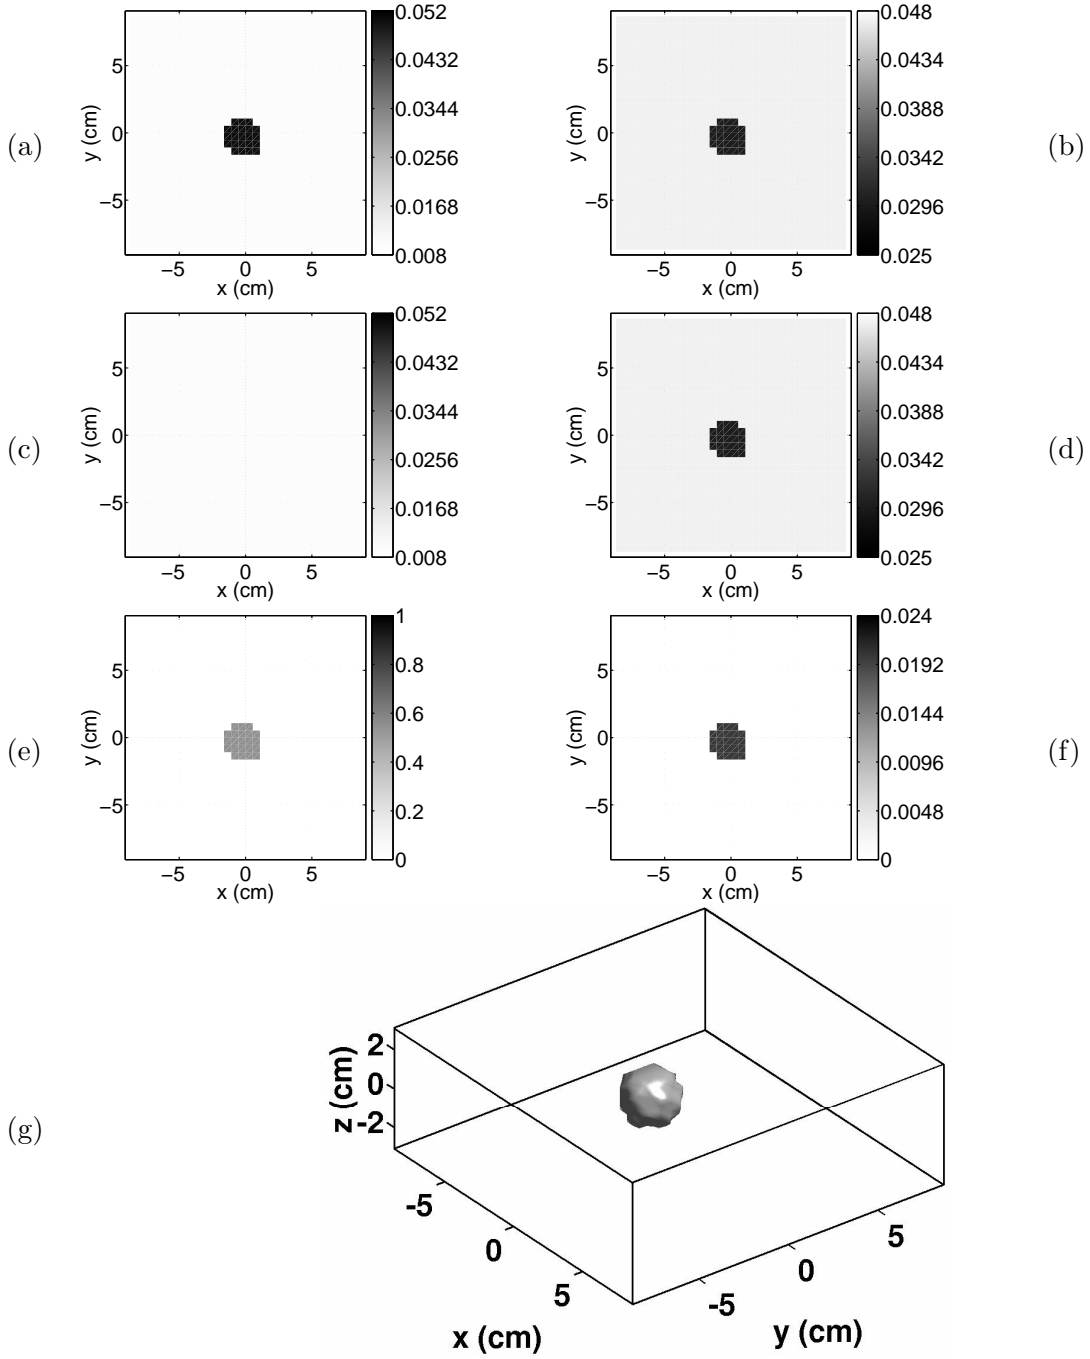 (a)
y (cm)
5
0
−5
−5 0 5
x (cm)
0.052
0.0432
0.0344
0.0256
0.0168
0.008
y (cm)
5
0
−5
−5 0 5
x (cm)
0.048
0.0434
0.0388
0.0342
0.0296
0.025
(b)
(c)
y (cm)
5
0
−5
−5 0 5
x (cm)
0.052
0.0432
0.0344
0.0256
0.0168
0.008
y (cm)
5
0
−5
−5 0 5
x (cm)
0.048
0.0434
0.0388
0.0342
0.0296
0.025
(d)
(e)
y (cm)
5
0
−5
−5 0 5
x (cm)
1
0.8
0.6
0.4
0.2
0
y (cm)
5
0
−5
−5 0 5
x (cm)
0.024
0.0192
0.0144
0.0096
0.0048
0
(f)
(g)
z (cm)
2
0
-2
-5
0
5
x (cm)
-5
0
5
y (cm)